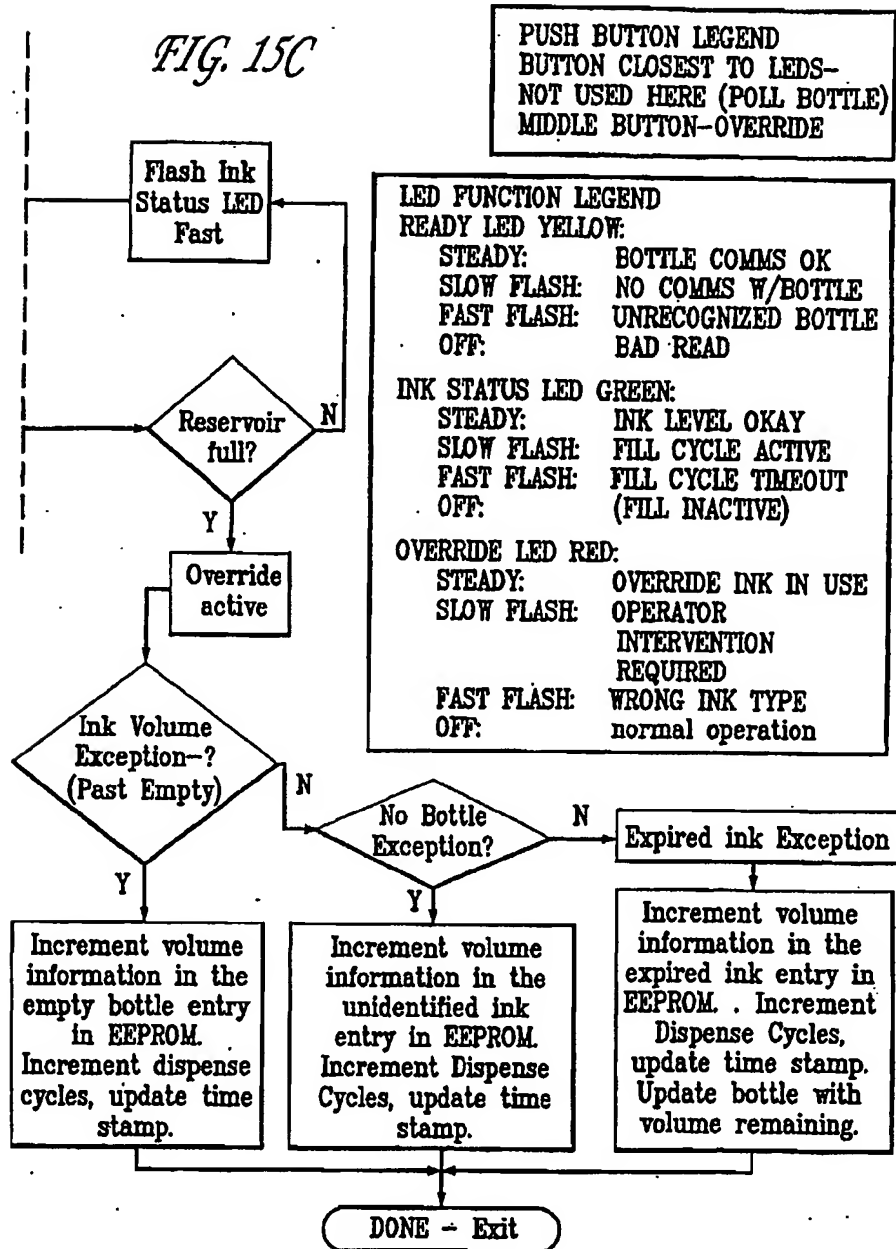 FIG. 15C
PUSH BUTTON LEGEND
BUTTON CLOSEST TO LEDS-
NOT USED HERE (POLL BOTTLE)
MIDDLE BUTTON-OVERRIDE
Flash Ink
Status LED
Fast
LED FUNCTION LEGEND
READY LED YELLOW:
STEADY: BOTTLE COMMS OK
SLOW FLASH: NO COMMS W/BOTTLE
FAST FLASH: UNRECOGNIZED BOTTLE
OFF: BAD READ
INK STATUS LED GREEN:
STEADY: INK LEVEL OKAY
SLOW FLASH: FILL CYCLE ACTIVE
FAST FLASH: FILL CYCLE TIMEOUT
OFF: (FILL INACTIVE)
OVERRIDE LED RED:
STEADY: OVERRIDE INK IN USE
SLOW FLASH: OPERATOR
INTERVENTION
REQUIRED
FAST FLASH: WRONG INK TYPE
OFF: normal operation
Reservoir
full?
N
Y
Override
active
Ink Volume
Exception-?
(Past Empty)
N
Y
No Bottle
Exception?
N
Y
Expired ink Exception
Increment volume
information in the
empty bottle entry
in EEPROM.
Increment dispense
cycles, update time
stamp.
Increment volume
information in the
unidentified ink
entry in EEPROM.
Increment Dispense
Cycles, update time
stamp.
Increment volume
information in the
expired ink entry in
EEPROM. . Increment
Dispense Cycles,
update time stamp.
Update bottle with
volume remaining.
DONE - Exit